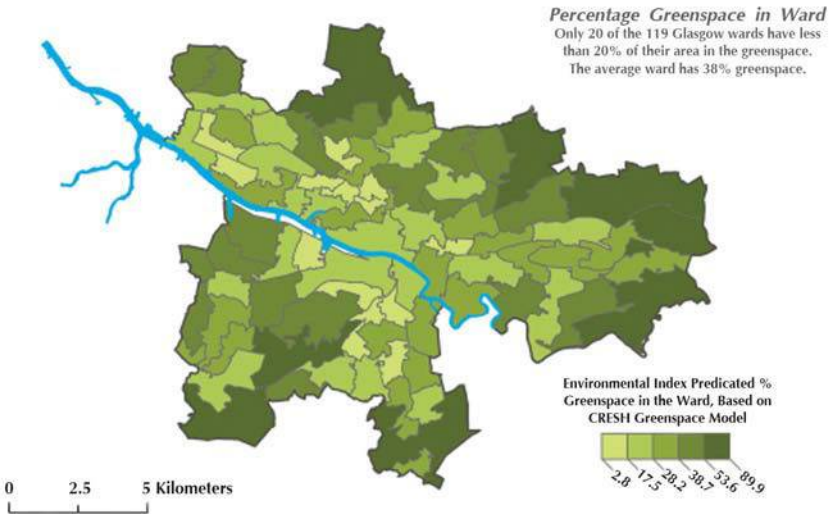 Percentage Greenspace in Ward
Only 20 of the 119 Glasgow wards have less
than 20% of their area in the greenspace.
The average ward has 38% greenspace.
Environmental Index Predicated %
Greenspace in the Ward, Based on
CRESH Greenspace Model
2.8 17.5 28.2 38.7 53.6 89.9
0 2.5 5 Kilometers